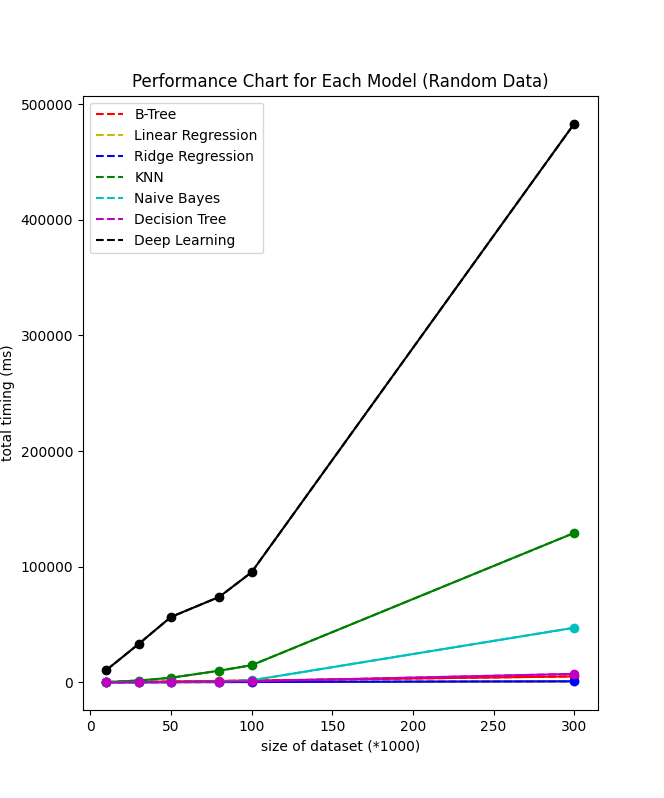 Performance Chart for Each Model (Random Data)
500000
400000
300000
200000
100000
0
total timing (ms)
B-Tree
Linear Regression
Ridge Regression
KNN
Naive Bayes
Decision Tree
Deep Learning
0 50 100 150 200 250 300
size of dataset (*1000)